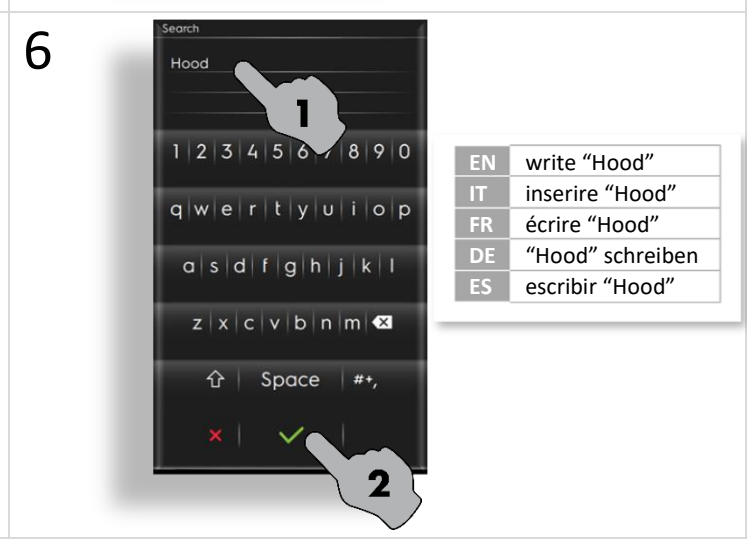 6
Search
Hood
1
1 2 3 4 5 6 7 8 9 0
q w e r t y u i o p
a s d f g h j k l
z x c v b n m
Space #+,
2
EN write “Hood”
IT inserire “Hood”
FR écrire “Hood”
DE “Hood” schreiben
ES escribir “Hood”